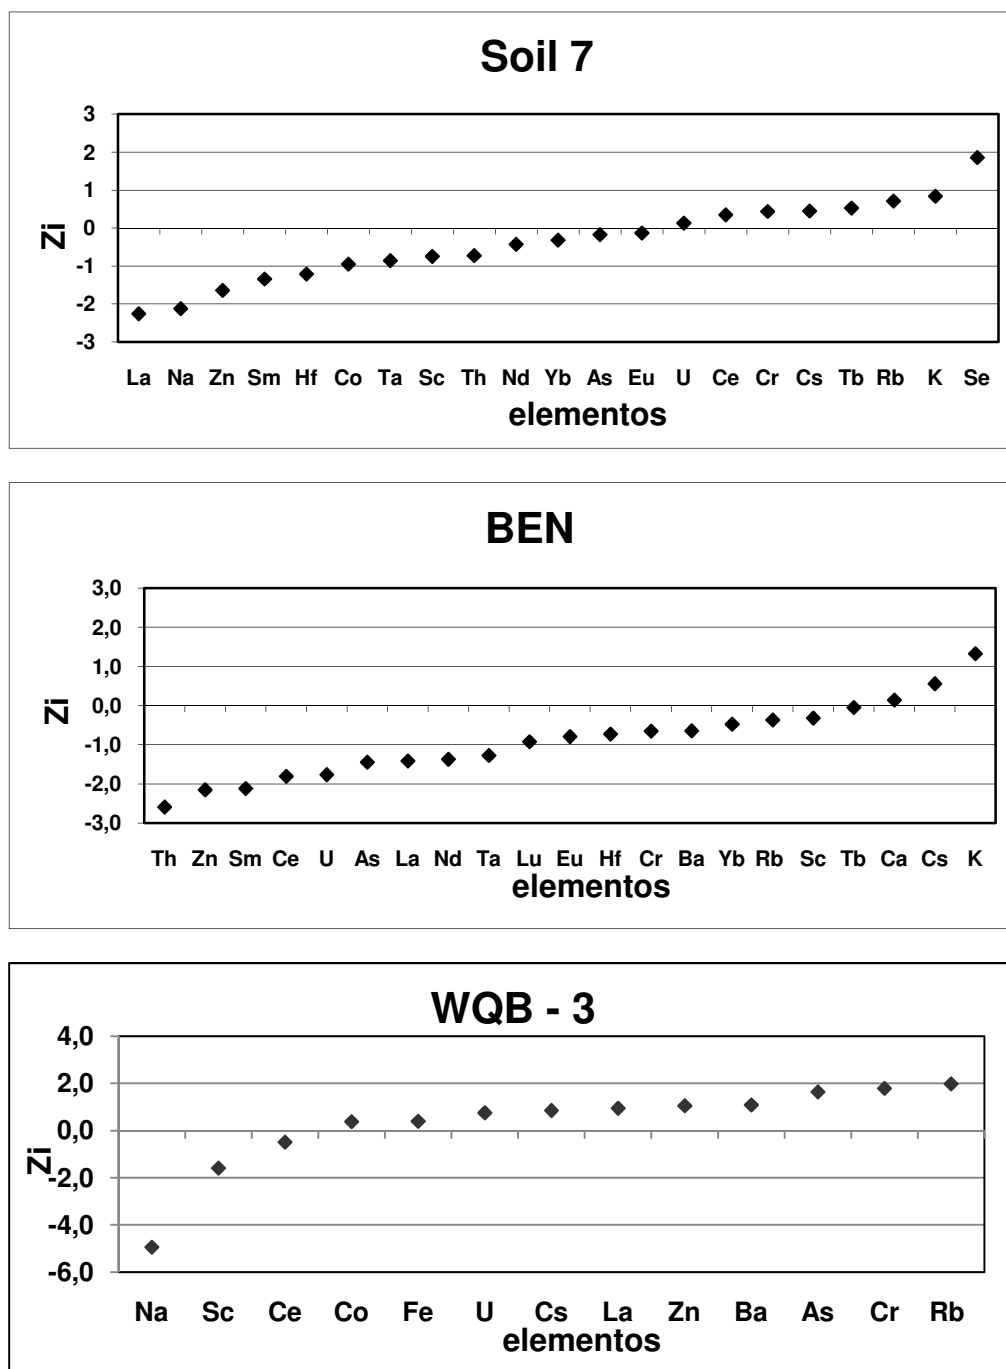 Soil 7
3
2
1
0
-1
-2
-3
Zi
La Na Zn Sm Hf Co Ta Sc Th Nd Yb As Eu U Ce Cr Cs Tb Rb K Se
elementos
BEN
3,0
2,0
1,0
0,0
-1,0
-2,0
-3,0
Zi
Th Zn Sm Ce U As La Nd Ta Lu Eu Hf Cr Ba Yb Rb Sc Tb Ca Cs K
elementos
WQB - 3
4,0
2,0
0,0
-2,0
-4,0
-6,0
Zi
Na Sc Ce Co Fe U Cs La Zn Ba As Cr Rb
elementos